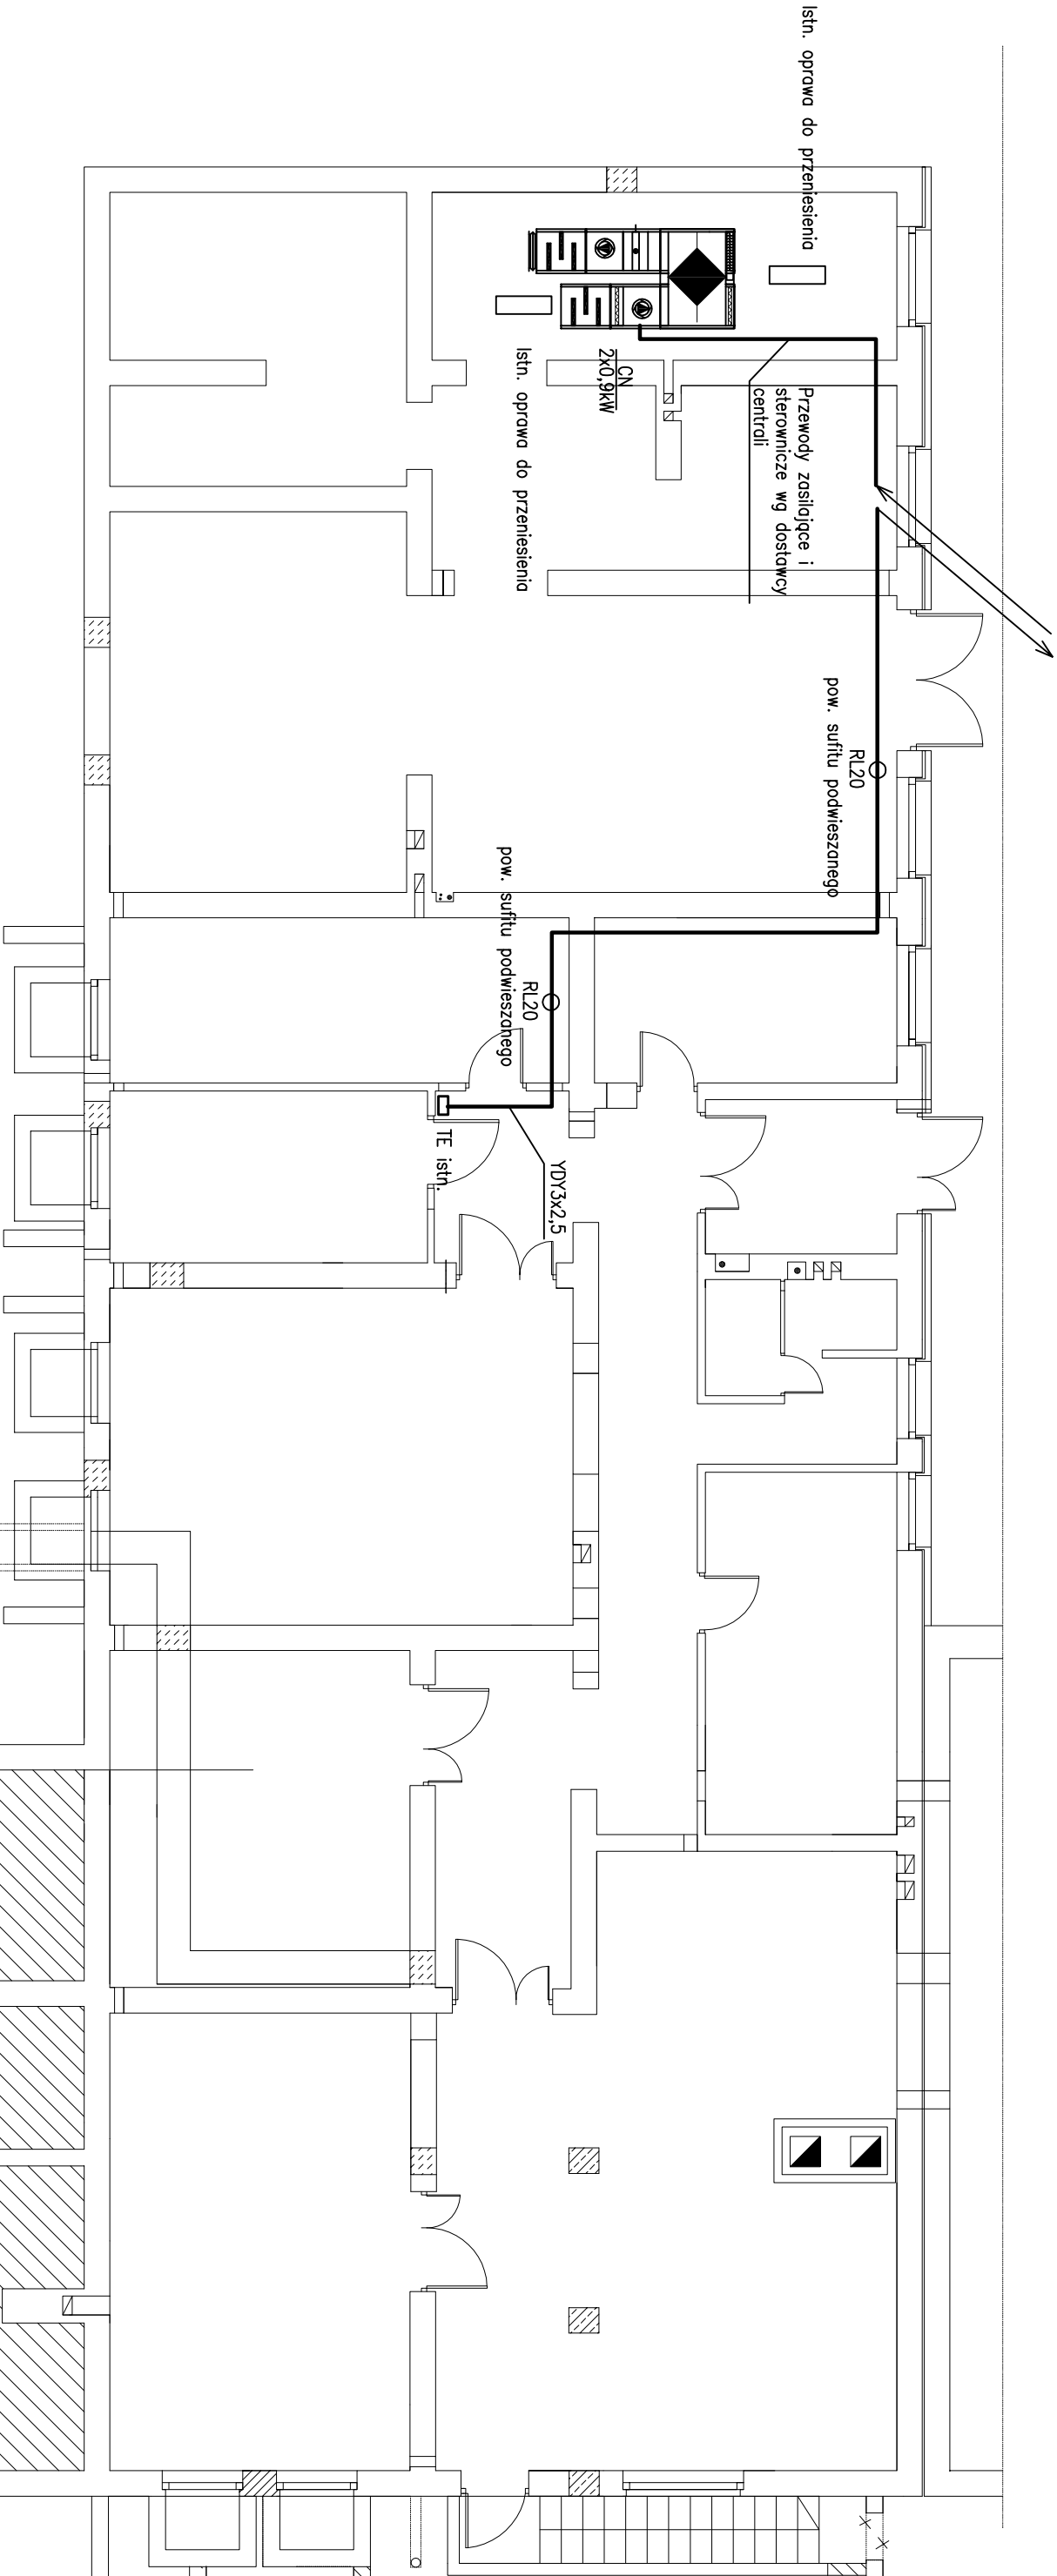 Istn. oprawa do przeniesienia
Przewody zasilające i
sterownicze wg dostawcy
centrali
CN
2x0,9kW
Istn. oprawa do przeniesienia
RL20
pow. sufitu podwieszanego
RL20
pow. sufitu podwieszanego
YDY3x2,5
TE istn.